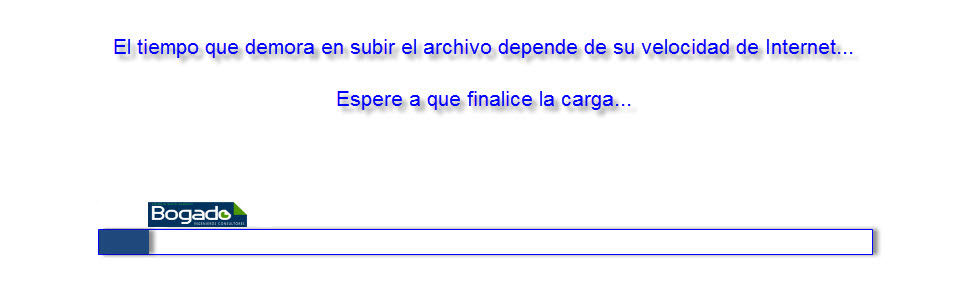 El tiempo que demora en subir el archivo depende de su velocidad de Internet...
Espere a que finalice la carga...
Bogado
INGENIEROS CONSULTORES